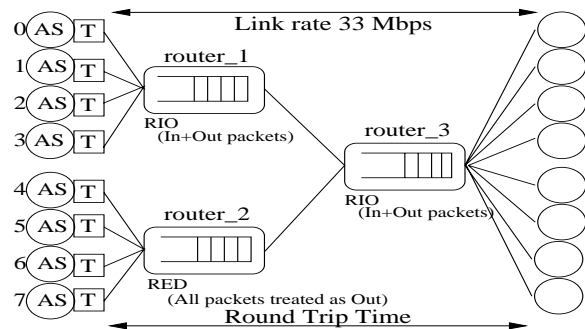 Link rate 33 Mbps
0 AS T
1 AS T
2 AS T
3 AS T
router_1
RIO
(In+Out packets)
router_3
RIO
(In+Out packets)
4 AS T
5 AS T
6 AS T
7 AS T
router_2
RED
(All packets treated as Out)
Round Trip Time